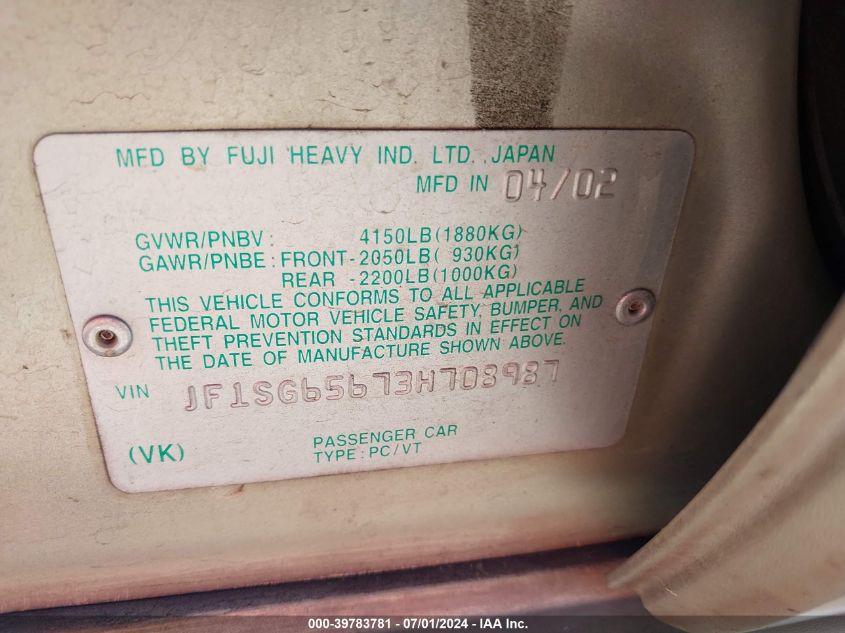 MFD BY FUJI HEAVY IND. LTD. JAPAN
MFD IN 04/02
GVWR/PNBV: 4150LB(1880KG)
GAWR/PNBE: FRONT-2050LB( 930KG)
REAR -2200LB(1000KG)
THIS VEHICLE CONFORMS TO ALL APPLICABLE
FEDERAL MOTOR VEHICLE SAFETY, BUMPER, AND
THEFT PREVENTION STANDARDS IN EFFECT ON
THE DATE OF MANUFACTURE SHOWN ABOVE.
VIN JF1SG65673H708987
(VK) PASSENGER CAR
TYPE: PC/VT
000-39783781 - 07/01/2024 - IAA Inc.